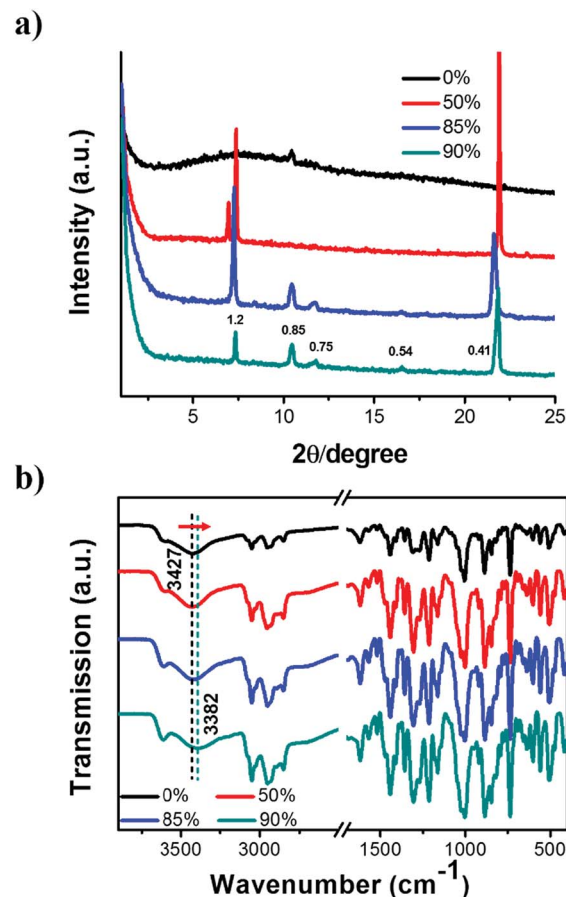 a)
Intensity (a.u.)
0%
50%
85%
90%
1.2
0.85
0.75
0.54
0.41
5 10 15 20 25
2θ/degree
b)
Transmission (a.u.)
3427
3382
0% 50%
85% 90%
3500 3000 1500 1000 500
Wavenumber (cm⁻¹)